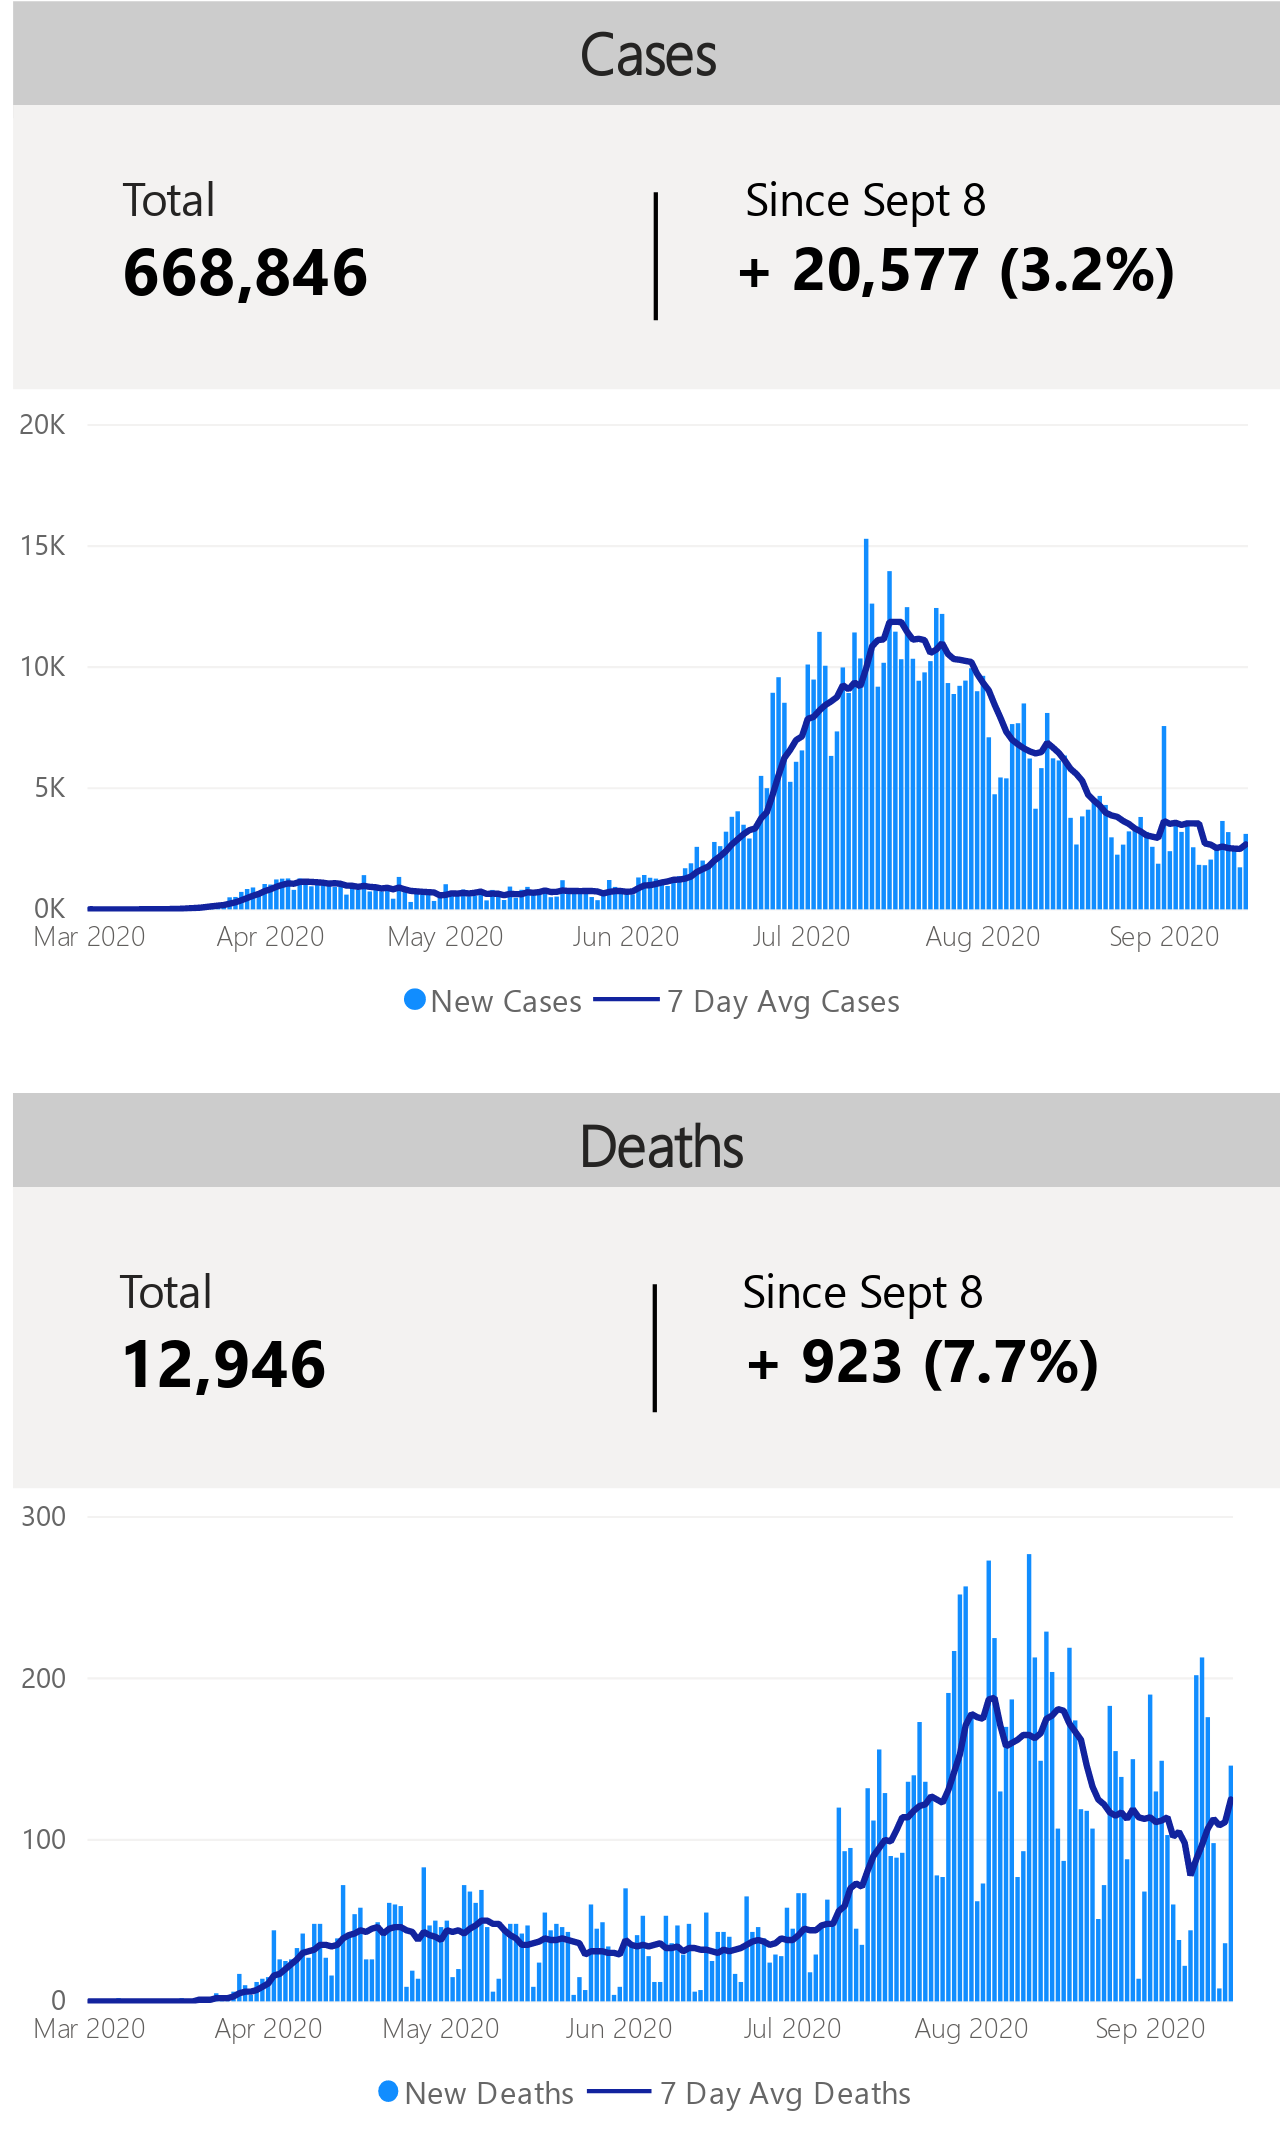 Cases
Total
Since Sept 8
668,846
+ 20,577 (3.2%)
20K
15K
10K
5K
0K
Mar 2020 Apr 2020 May 2020 Jun 2020 Jul 2020 Aug 2020 Sep 2020
New Cases 7 Day Avg Cases
Deaths
Total
Since Sept 8
12,946
+ 923 (7.7%)
300
200
100
0
Mar 2020 Apr 2020 May 2020 Jun 2020 Jul 2020 Aug 2020 Sep 2020
New Deaths 7 Day Avg Deaths